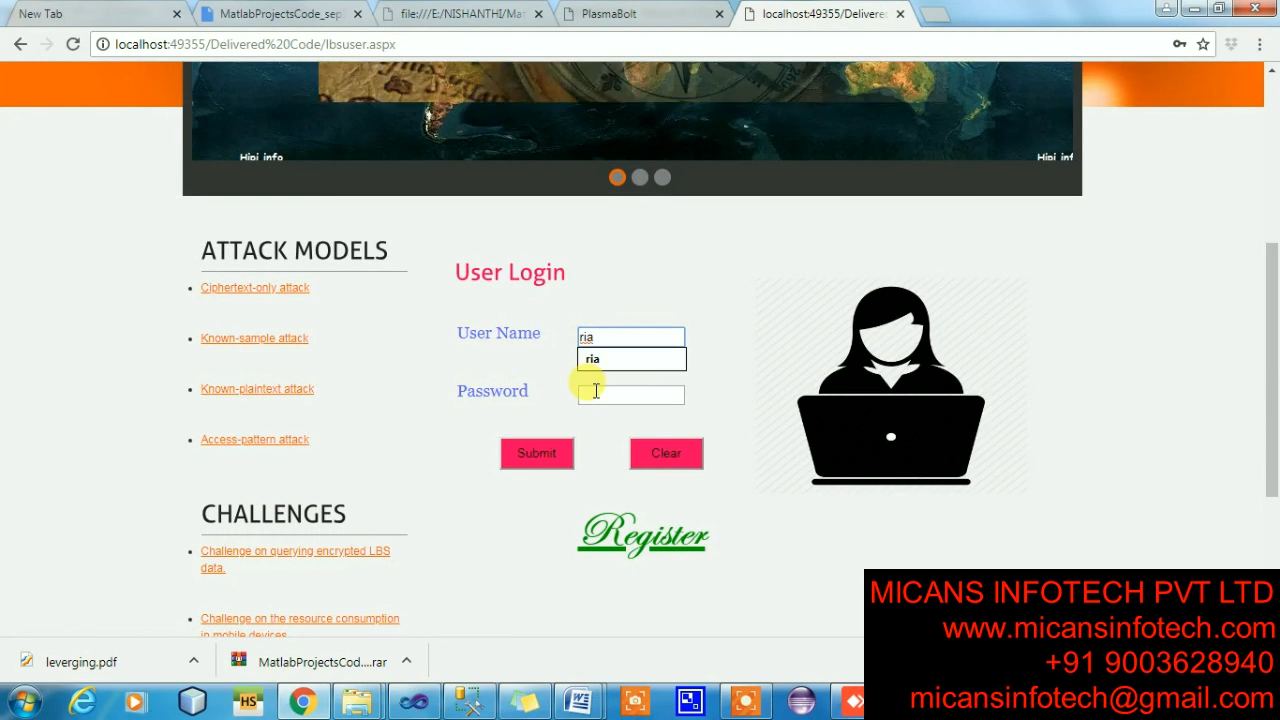 New Tab
MatlabProjectsCode_sep
file:///E:/NISHANTHI/Mat
PlasmaBolt
localhost:49355/Delivere
localhost:49355/Delivered%20Code/lbsuser.aspx
Hipi info
Hipi inf
ATTACK MODELS
Ciphertext-only attack
Known-sample attack
Known-plaintext attack
Access-pattern attack
CHALLENGES
Challenge on querying encrypted LBS
data.
Challenge on the resource consumption
in mobile devices
User Login
User Name
ria
ria
Password
Submit
Clear
Register
MICANS INFOTECH PVT LTD
www.micansinfotech.com
+91 9003628940
micansinfotech@gmail.com
leverging.pdf
MatlabProjectsCod....rar
HS